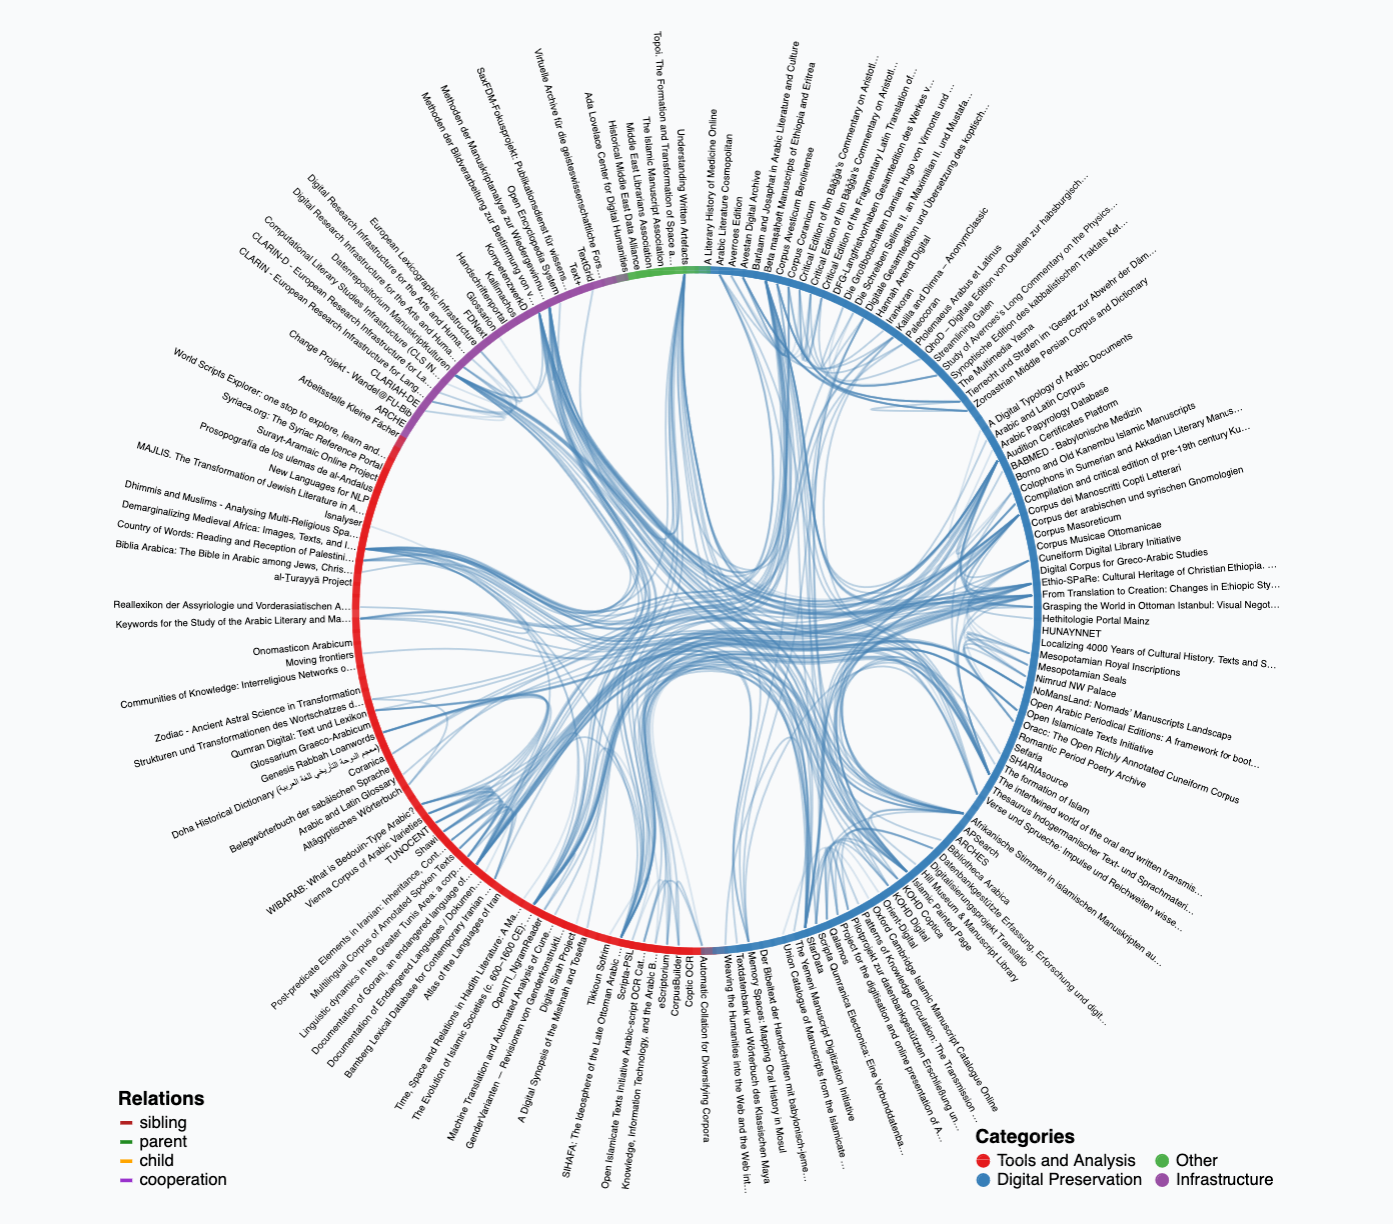 Topoi. The Formation and Transformation of Space a...
Understanding Written Artefacts
A Literary History of Medicine Online
Arabic Literature Cosmopolitan
Averroes Edition
Avestan Digital Archive
Barlaam and Josaphat in Arabic Literature and Culture
Beta maṣāḥəft Manuscripts of Ethiopia and Eritrea
Corpus Avesticum Berolinense
Corpus Coranicum
Critical Edition of Ibn Bāǧǧa's Commentary on Aristotl...
Critical Edition of Ibn Bāǧǧa's Commentary on Aristotl...
Critical Edition of the Fragmentary Latin Translation of...
DFG-Langfristvorhaben Gesamtedition des Werkes v...
Die Großbotschaften Damian Hugo von Virmonts und ...
Die Schreiben Selims II. an Maximilian II. und Mustafa...
Digitale Gesamtedition und Übersetzung des koptisch...
Hannah Arendt Digital
Irankoran
Kalīla and Dimna – AnonymClassic
Paleocoran
Ptolemaeus Arabus et Latinus
QhoD – Digitale Edition von Quellen zur habsburgisch...
Streamlining Galen
Study of Averroes's Long Commentary on the Physics...
Synoptische Edition des kabbalistischen Traktats Ket...
The Multimedia Yasna
Tierrecht und Strafen im 'Gesetz zur Abwehr der Däm...
Zoroastrian Middle Persian Corpus and Dictionary
A Digital Typology of Arabic Documents
Arabic and Latin Corpus
Arabic Papyrology Database
Audition Certificates Platform
BABMED - Babylonische Medizin
Borno and Old Kanembu Islamic Manuscripts
Colophons in Sumerian and Akkadian Literary Manus...
Compilation and critical edition of pre-19th century Ku...
Corpus dei Manoscritti Copti Letterari
Corpus der arabischen und syrischen Gnomologien
Corpus Masoreticum
Corpus Musicae Ottomanicae
Cuneiform Digital Library Initiative
Digital Corpus for Greco-Arabic Studies
Ethio-SPaRe: Cultural Heritage of Christian Ethiopia. ...
From Translation to Creation: Changes in Ethiopic Sty...
Grasping the World in Ottoman Istanbul: Visual Negot...
Hethitologie Portal Mainz
HUNAYNNET
Localizing 4000 Years of Cultural History. Texts and S...
Mesopotamian Royal Inscriptions
Mesopotamian Seals
Nimrud NW Palace
NoMansLand: Nomads' Manuscripts Landscape
Open Arabic Periodical Editions: A framework for boot...
Open Islamicate Texts Initiative
Oracc: The Open Richly Annotated Cuneiform Corpus
Romantic Period Poetry Archive
Sefaria
SHARIAsource
The formation of Islam
The intertwined world of the oral and written transmis...
Thesaurus Indogermanischer Text- und Sprachmateri...
Verse und Sprueche: Impulse und Reichweiten wisse...
Afrikanische Stimmen in islamischen Manuskripten au...
APSearch
ARCHES
Bibliotheca Arabica
Datenbankgestützte Erfassung, Erforschung und digit...
Digitalisierungsprojekt Translatio
Hill Museum & Manuscript Library
Islamic Painted Page
KOHD Coptica
KOHD Digital
Orient-Digital
Oxford Cambridge Islamic Manuscript Catalogue Online
Patterns of Knowledge Circulation: The Transmission ...
Pilotprojekt zur datenbankgestützten Erschließung un...
Project for the digitisation and online presentation of A...
Qalamos
Scripta Qumranica Electronica: Eine Verbunddatenba...
StarData
The Yemeni Manuscript Digitization Initiative
Union Catalogue of Manuscripts from the Islamicate ...
Der Bibeltext der Handschriften mit babylonisch-jeme...
Memory Spaces: Mapping Oral History in Mosul
Textdatenbank und Wörterbuch des Klassischen Maya
Weaving the Humanities into the Web and the Web int...
Automatic Collation for Diversifying Corpora
Coptic OCR
CorpusBuilder
eScriptorium
Knowledge, Information Technology, and the Arabic B...
Open Islamicate Texts Initiative Arabic-script OCR Cat...
Scripta-PSL
SIHAFA: The Ideosphere of the Late Ottoman Arabic ...
Tikkoun Sofrim
A Digital Synopsis of the Mishnah and Tosefta
Digital Sirah Project
GenderVarianten – Revisionen von Genderkonstrukti...
Machine Translation and Automated Analysis of Cune...
OpenITI_NgramReader
The Evolution of Islamic Societies (c. 600–1600 CE): ...
Time, Space and Relations in Hadith Literature: A Ma...
Atlas of the Languages of Iran
Bamberg Lexical Database for Contemporary Iranian ...
Documentation of Endangered Languages / Dokumen...
Documentation of Gorani, an endangered language of...
Linguistic dynamics in the Greater Tunis Area: a corp...
Multilingual Corpus of Annotated Spoken Texts
Post-predicate Elements in Iranian: Inheritance, Cont...
Shawi
TUNOCENT
Vienna Corpus of Arabic Varieties
WIBARAB: What is Bedouin-Type Arabic?
Altägyptisches Wörterbuch
Arabic and Latin Glossary
Belegwörterbuch der sabäischen Sprache
Coranica
Doha Historical Dictionary (معجم الدوحة التاريخي للغة العربية)
Genesis Rabbah Loanwords
Glossarium Graeco-Arabicum
Qumran Digital: Text und Lexikon
Strukturen und Transformationen des Wortschatzes d...
Zodiac - Ancient Astral Science in Transformation
Communities of Knowledge: Interreligious Networks o...
Moving frontiers
Onomasticon Arabicum
Keywords for the Study of the Arabic Literary and Ma...
Reallexikon der Assyriologie und Vorderasiatischen A...
al-Ṯurayyā Project
Biblia Arabica: The Bible in Arabic among Jews, Chris...
Country of Words: Reading and Reception of Palestini...
Demarginalizing Medieval Africa: Images, Texts, and I...
Dhimmis and Muslims - Analysing Multi-Religious Spa...
Isnalyser
MAJLIS. The Transformation of Jewish Literature in A...
New Languages for NLP
Prosopografía de los ulemas de al-Andalus
Surayt-Aramaic Online Project
Syriaca.org: The Syriac Reference Portal
World Scripts Explorer: one stop to explore, learn and...
Arbeitsstelle Kleine Fächer
ARCHE
Change Projekt - Wandel@FU-Bib
CLARIAH-DE
CLARIN - European Research Infrastructure for Lang...
CLARIN-D - European Research Infrastructure for La...
Computational Literary Studies Infrastructure (CLS IN...
Datenrepositorium Manuskriptkulturen
Digital Research Infrastructure for the Arts and Huma...
Digital Research Infrastructure for the Arts and Huma...
European Lexicographic Infrastructure
FDNext
Glossarion
Handschriftenportal
Kallimachos
KompetenzwerkD
Methoden der Bildverarbeitung zur Bestimmung von v...
Methoden der Manuskriptanalyse zur Wiedergewinnu...
Open Encyclopedia System
SaxFDM-Fokusprojekt: Publikationsdienst für wissens...
Text+
TextGrid
Virtuelle Archive für die geisteswissenschaftliche Fors...
Ada Lovelace Center for Digital Humanities
Historical Middle East Data Alliance
Middle East Librarians Association
The Islamic Manuscript Association
Relations
sibling
parent
child
cooperation
Categories
Tools and Analysis
Digital Preservation
Other
Infrastructure